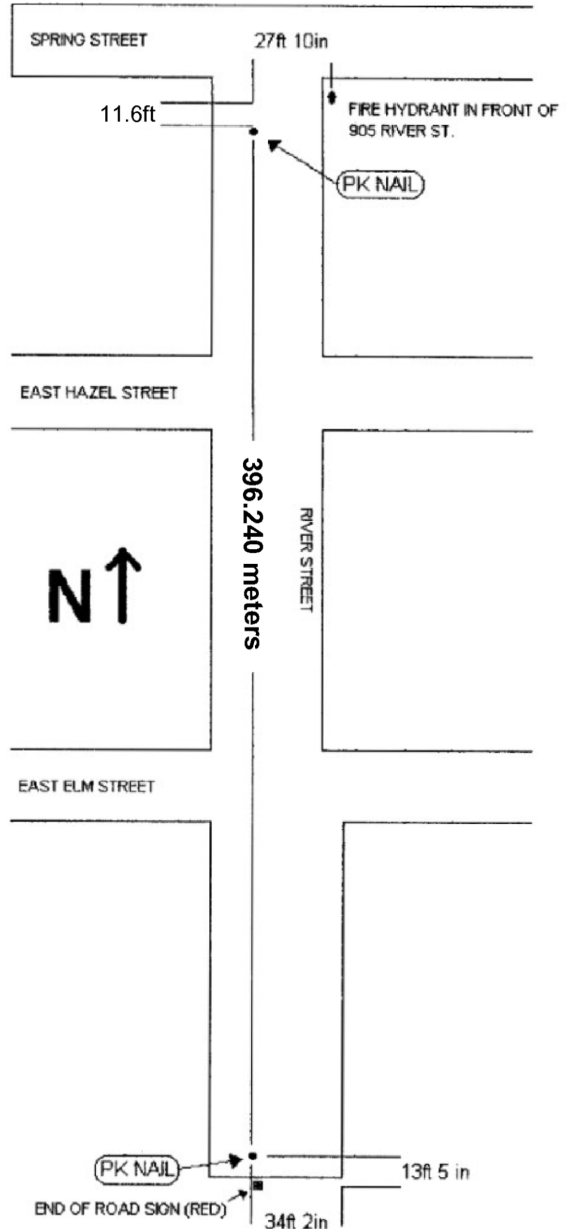 SPRING STREET
27ft 10in
11.6ft
FIRE HYDRANT IN FRONT OF
905 RIVER ST.
PK NAIL
EAST HAZEL STREET
396.240 meters
RIVER STREET
N
EAST ELM STREET
PK NAIL
13ft 5 in
END OF ROAD SIGN (RED)
34ft 2in